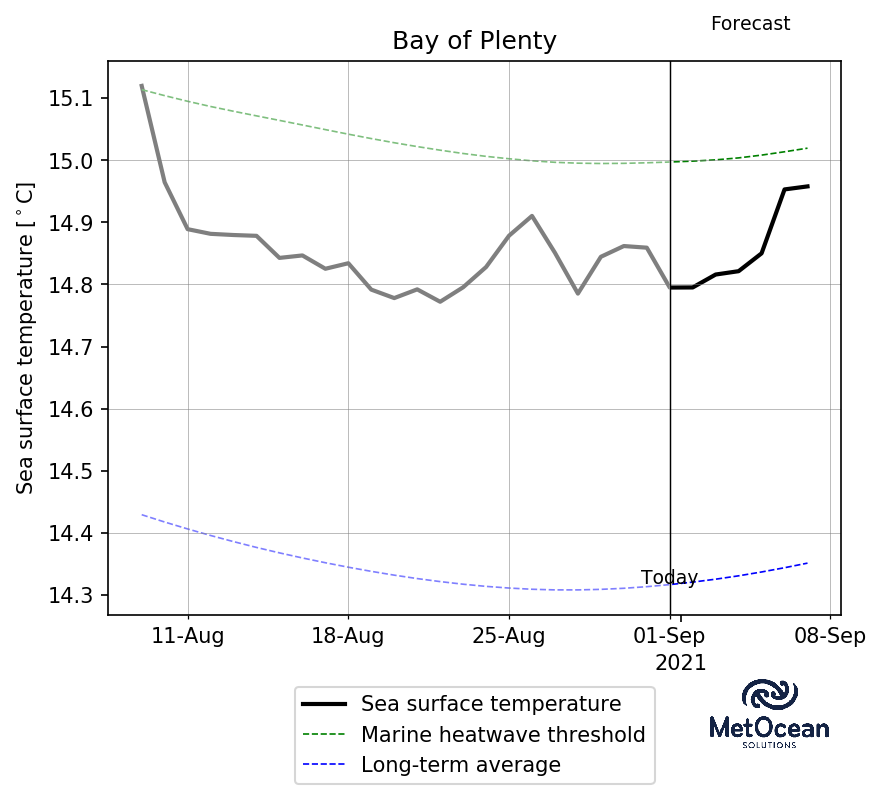 Forecast
Bay of Plenty
Sea surface temperature [°C]
15.1
15.0
14.9
14.8
14.7
14.6
14.5
14.4
14.3
Today
11-Aug 18-Aug 25-Aug 01-Sep 08-Sep
2021
Sea surface temperature
Marine heatwave threshold
Long-term average
MetOcean
SOLUTIONS